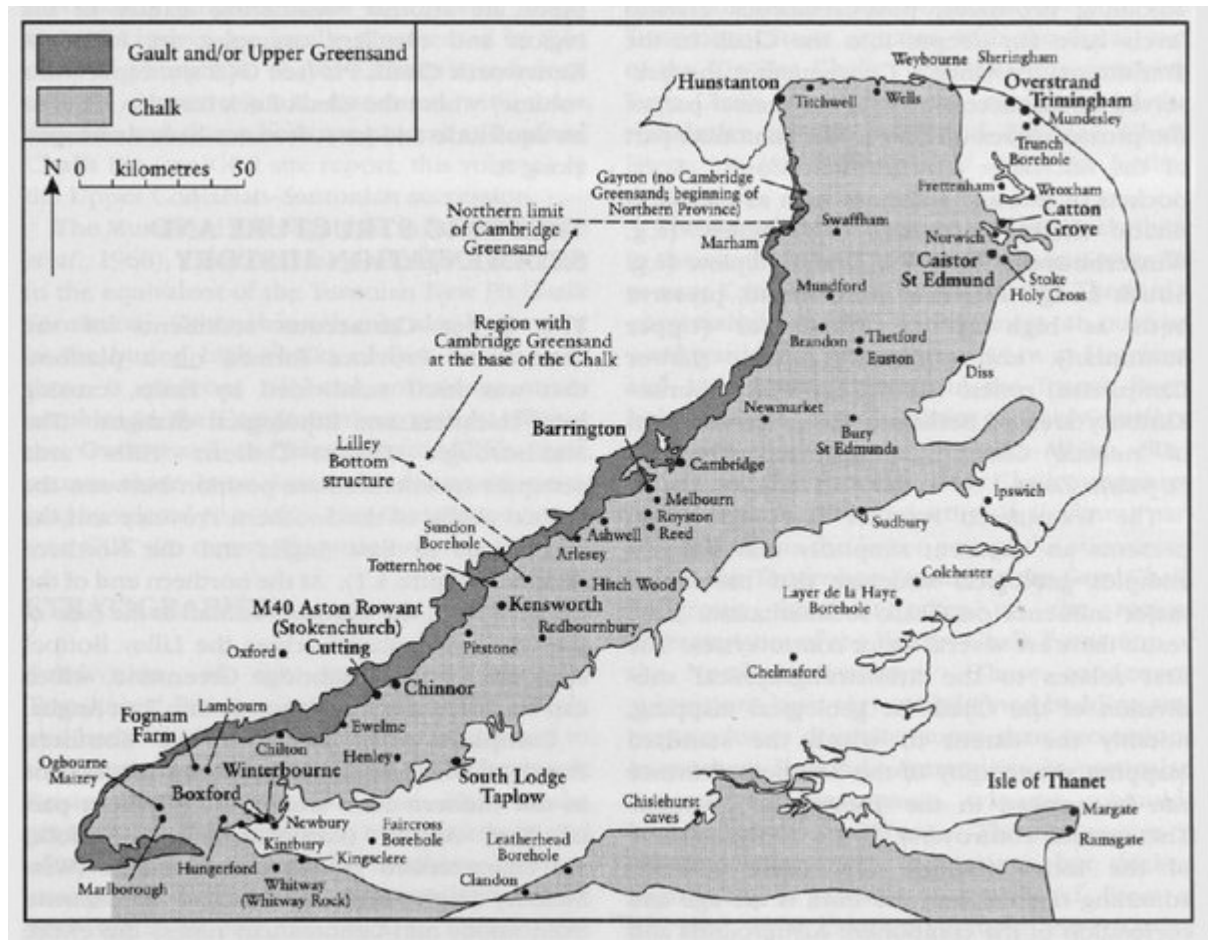 Gault and/or Upper Greensand
Chalk
0 kilometres 50
N
Hunstanton
Titchwell
Wells
Weybourne
Sheringham
Overstrand
Trimingham
Mundesley
Trunch
Borehole
Gayton (no Cambridge
Greensand; beginning of
Northern Province)
Frettenham
Wroxham
Northern limit
of Cambridge
Greensand
Swaffham
Catton
Grove
Marham
Norwich
Caistor
St Edmund
Stoke
Holy Cross
Mundford
Region with
Cambridge Greensand
at the base of the Chalk
Brandon
Thetford
Euston
Diss
Newmarket
Bury
St Edmunds
Barrington
Lilley
Bottom
structure
Cambridge
Melbourn
Royston
Reed
Ipswich
Sudbury
Sundon
Borehole
Ashwell
Arlesey
Totternhoe
Hitch Wood
Colchester
Layer de la Haye
Borehole
Kensworth
M40 Aston Rowant
(Stokenchurch)
Cutting
Redbournbury
Pitstone
Oxford
Chelmsford
Chinnor
Lambourn
Fognam
Farm
Ewelme
Chilton
Henley
Ogbourne
Maizey
Winterbourne
South Lodge
Taplow
Boxford
Chislehurst
caves
Isle of Thanet
Margate
Ramsgate
Newbury
Faircross
Borehole
Kintbury
Leatherhead
Borehole
Kingsclere
Hungerford
Marlborough
Whitway
(Whitway Rock)
Clandon